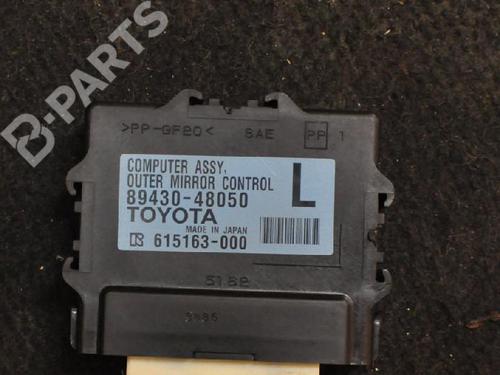 B-PARTS
>PP-GF20< SAE PP 1
COMPUTER ASSY,
OUTER MIRROR CONTROL
89430-48050
L
TOYOTA
MADE IN JAPAN
615163-000